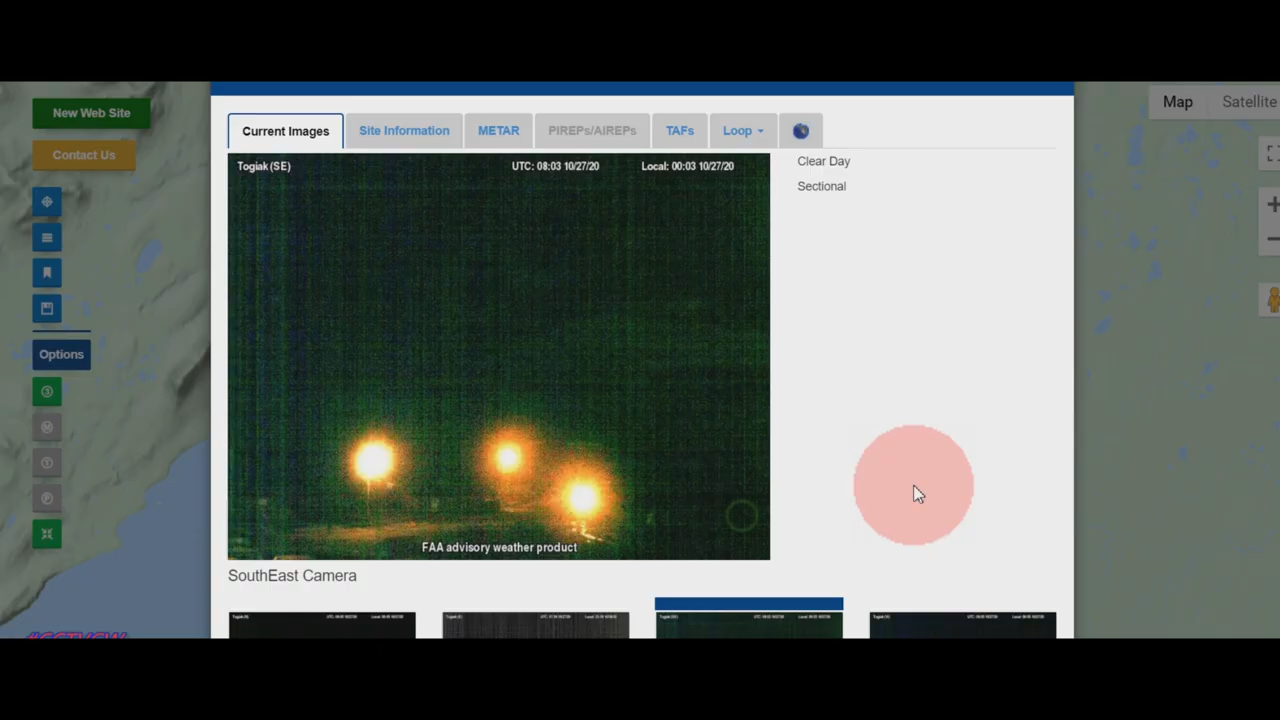 New Web Site
Contact Us
Options
Current Images
Site Information
METAR
PIREPs/AIREPs
TAFs
Loop
Map
Satellite
Togiak (SE)
UTC: 08:03 10/27/20
Local: 00:03 10/27/20
Clear Day
Sectional
FAA advisory weather product
SouthEast Camera